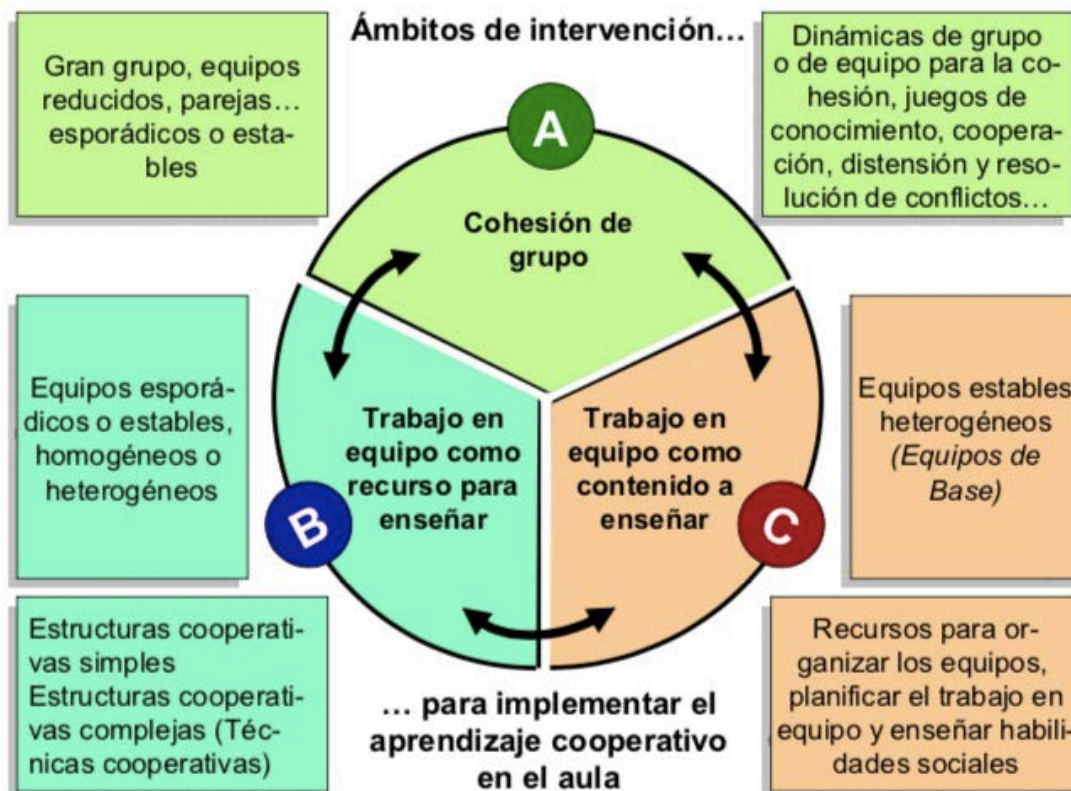 Ámbitos de intervención…
Gran grupo, equipos
reducidos, parejas…
esporádicos o esta-
bles
Dinámicas de grupo
o de equipo para la co-
hesión, juegos de
conocimiento, coopera-
ción, distensión y reso-
lución de conflictos…
A
Cohesión de
grupo
Equipos esporá-
dicos o estables,
homogéneos o
heterogéneos
Trabajo en
equipo como
recurso para
enseñar
B
Trabajo en
equipo como
contenido a
enseñar
C
Equipos estables
heterogéneos
(Equipos de
Base)
Estructuras cooperati-
vas simples
Estructuras cooperati-
vas complejas (Téc-
nicas cooperativas)
… para implementar el
aprendizaje cooperativo
en el aula
Recursos para or-
ganizar los equipos,
planificar el trabajo en
equipo y enseñar habili-
dades sociales